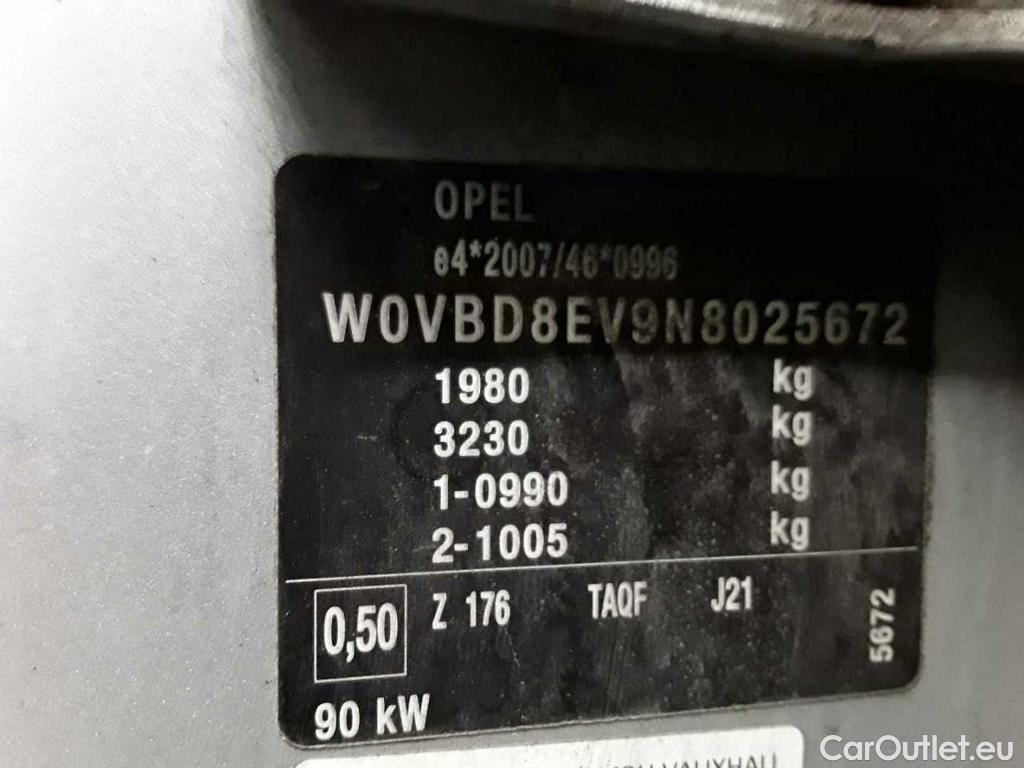 OPEL
e4*2007/46*0996
W0VBD8EV9N8025672
1980 kg
3230 kg
1-0990 kg
2-1005 kg
0,50 Z 176 TAQF J21 5672
90 kW
VAUXHALL
CarOutlet.eu